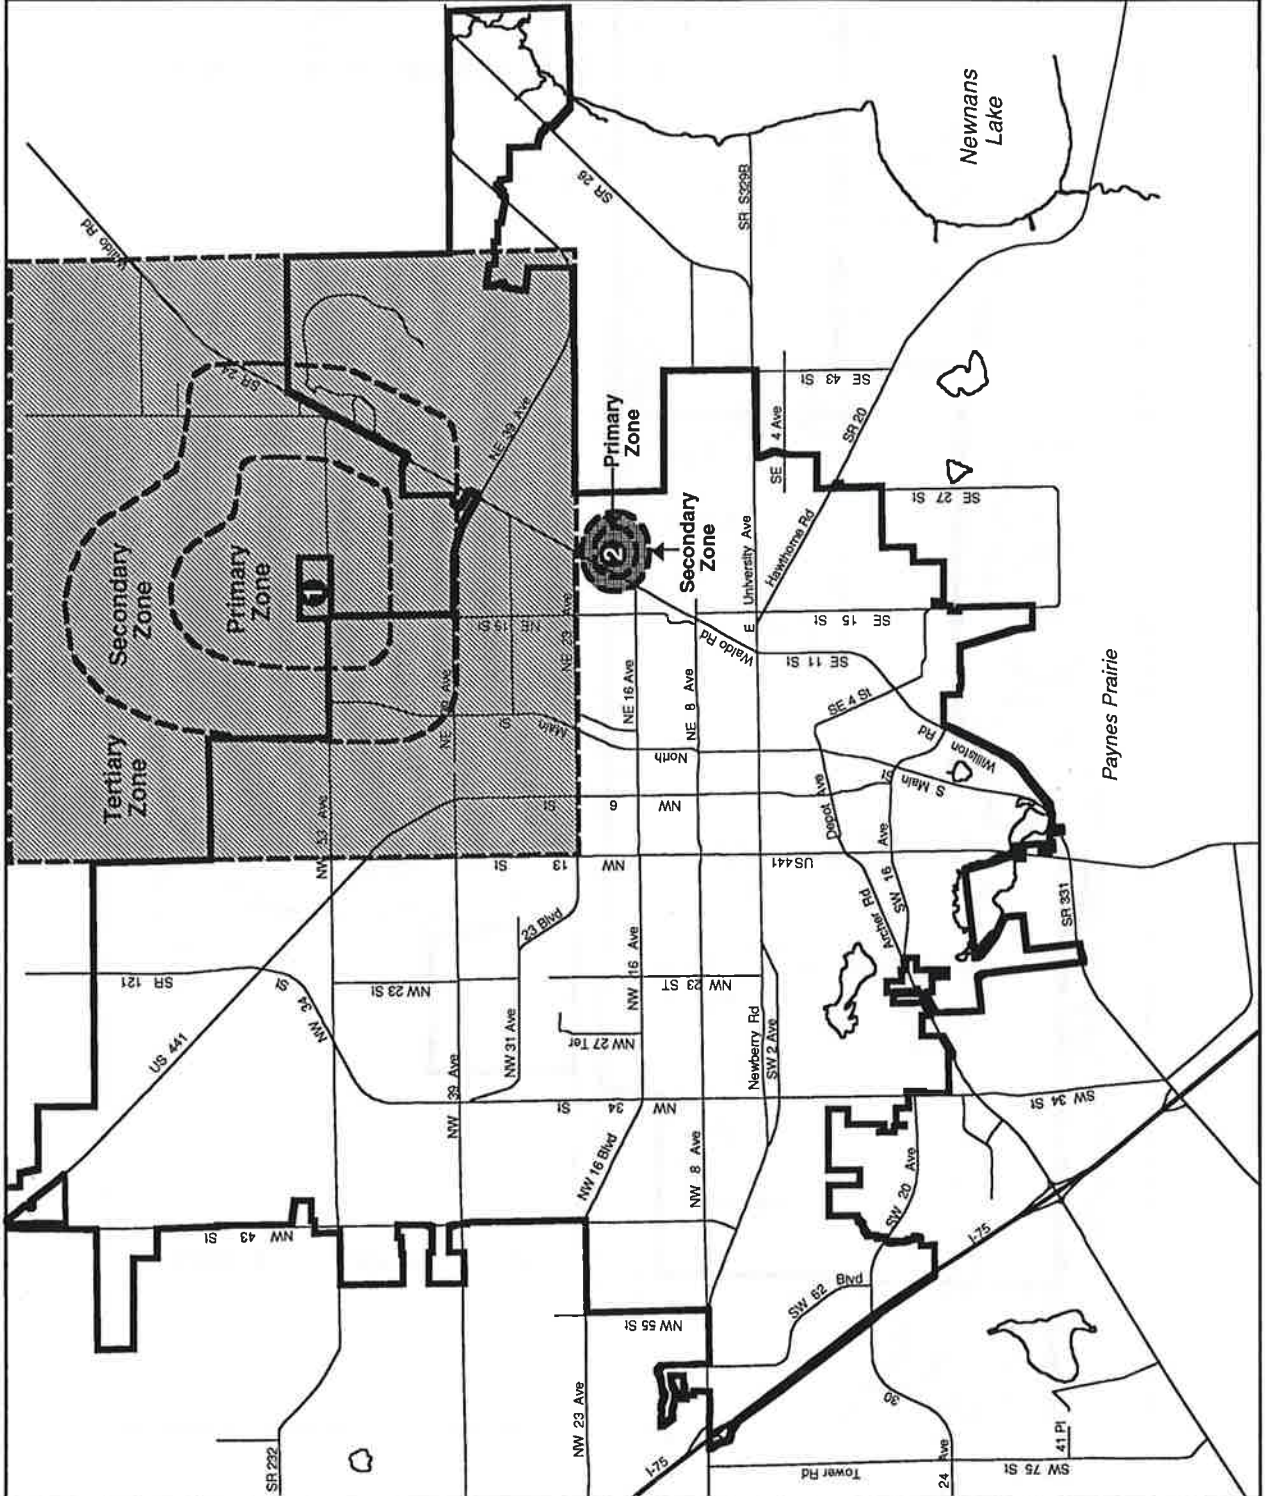 Waldo Rd
Waldo Rd
Newnans
Lake
SR 26
SR S329B
SR 24
NE 39 Ave
SE 43 St
SE 4 Ave
SR 20
Primary
Zone
Secondary
Zone
SE 27 St
Secondary
Zone
Primary
Zone
1
2
University Ave
E
Hawthorne Rd
NE 15 St
NE 23 Ave
SE 15 St
Waldo Rd
SE 11 St
NE 16 Ave
NE 8 Ave
SE 4 St
Paynes Prairie
Tertiary
Zone
Main St
North
Williston Rd
S Main St
NW 6 St
Depot Ave
NW 53 Ave
NW 13 St
US441
SW 16 Ave
Archer Rd
SR 331
23 Blvd
SR 121
NW 34 St
NW 23 St
NW 16 Ave
NW 23 ST
NW 31 Ave
NW 27 Ter
Newberry Rd
SW 2 Ave
US 441
NW 39 Ave
NW 34 St
SW 34 St
NW 16 Blvd
NW 8 Ave
SW 20 Ave
NW 43 St
I-75
SW 62 Blvd
NW 55 St
NW 23 Ave
30
SR 232
I-75
Tower Rd
24 Ave
41 Pl
SW 75 St